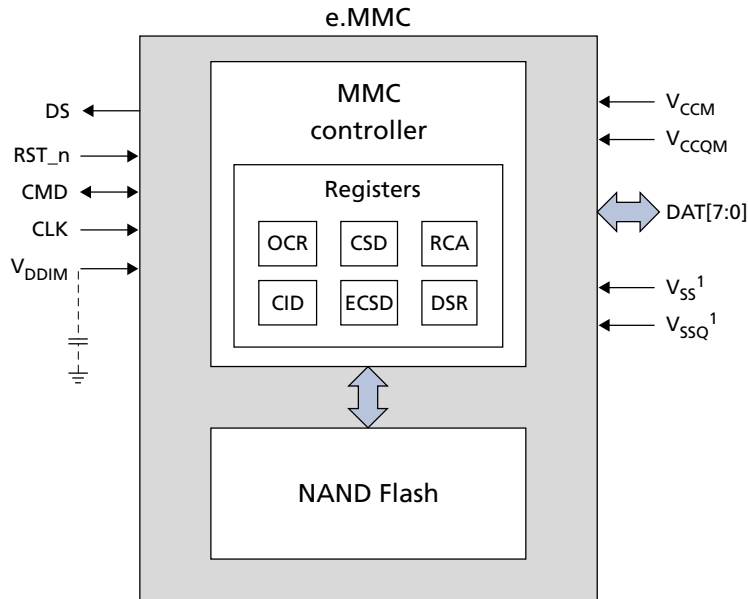 e.MMC
MMC
controller
Registers
OCR
CSD
RCA
CID
ECSD
DSR
NAND Flash
DS
RST_n
CMD
CLK
V_DDIM
V_CCM
V_CCQM
DAT[7:0]
V_SS^1
V_SSQ^1